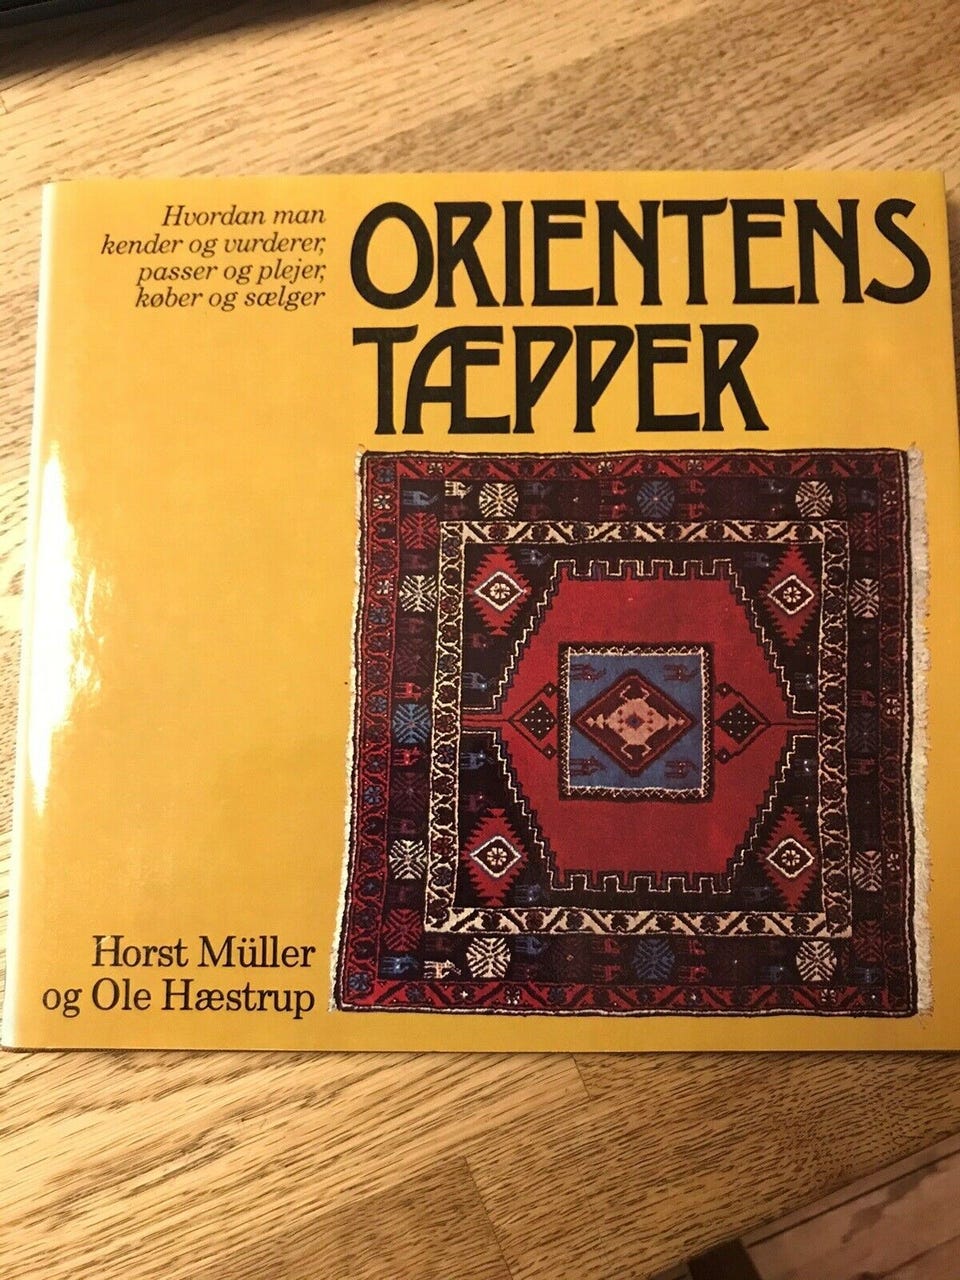 Hvordan man
kender og vurderer,
passer og plejer,
køber og sælger
ORIENTENS
TÆPPER
Horst Müller
og Ole Hæstrup